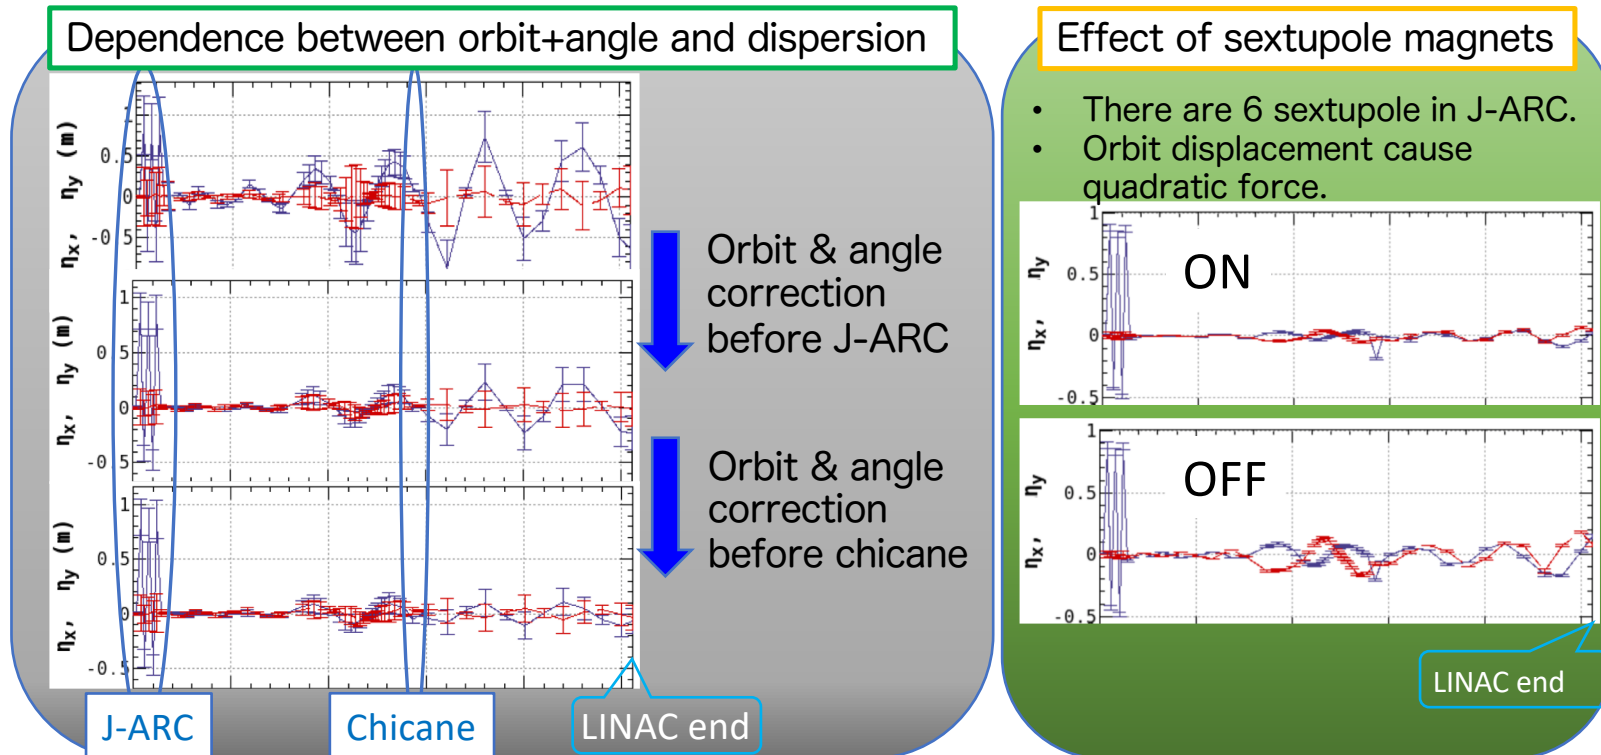 Dependence between orbit+angle and dispersion
ηx, ηy (m)
1
0.5
0
-0.5
ηx, ηy (m)
1
0.5
0
-0.5
ηx, ηy (m)
1
0.5
0
-0.5
Orbit & angle
correction
before J-ARC
Orbit & angle
correction
before chicane
J-ARC
Chicane
LINAC end
Effect of sextupole magnets
• There are 6 sextupole in J-ARC.
• Orbit displacement cause
quadratic force.
ηx, ηy
1
0.5
0
-0.5
ON
ηx, ηy
1
0.5
0
-0.5
OFF
LINAC end